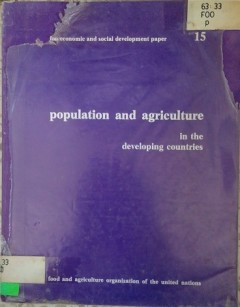 63:33
FOO
P
fao economic and social development paper 15
population and agriculture
in the
developing countries
33
food and agriculture organization of the united nations